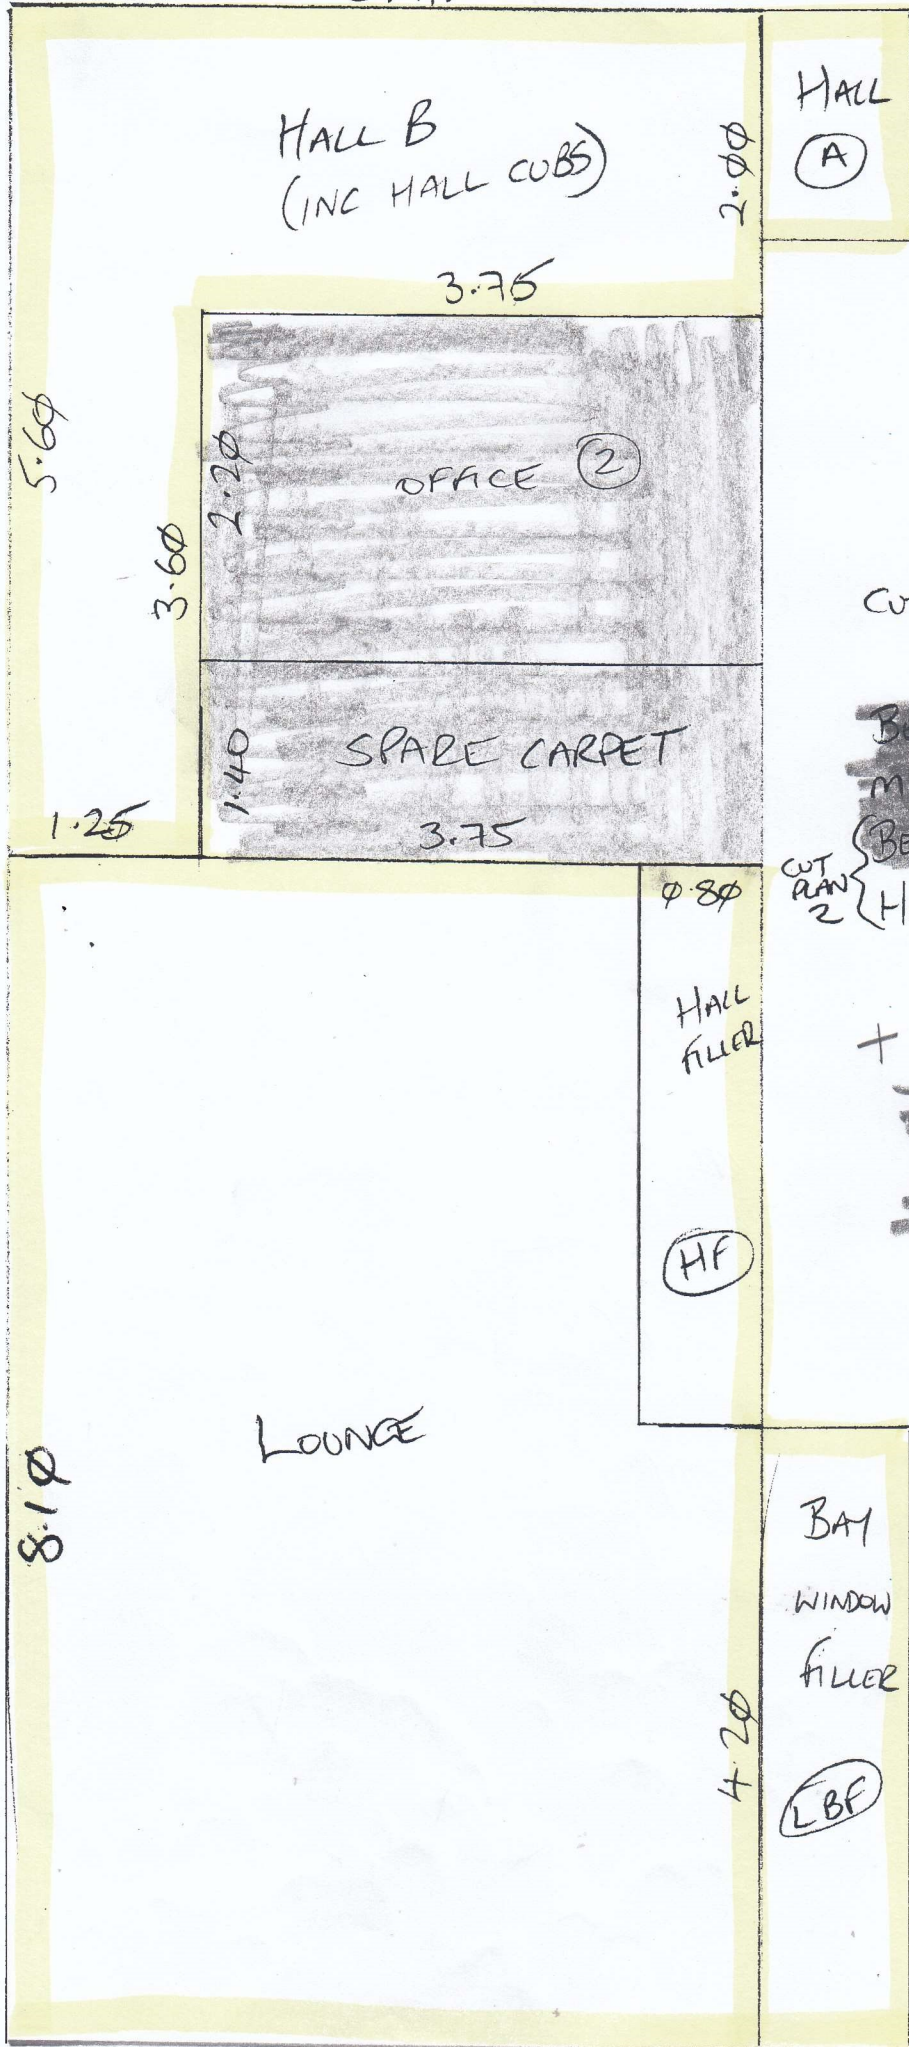 HALL B
(INC HALL CUBS)
2.00
HALL
A
3.75
5.60
3.60
2.20
OFFICE 2
1.40
SPARE CARPET
1.25
3.75
CUT
PLAN
2
0.80
HALL
FILLER
+
HF
LOUNGE
8.10
4.20
BAY
WINDOW
FILLER
LBF